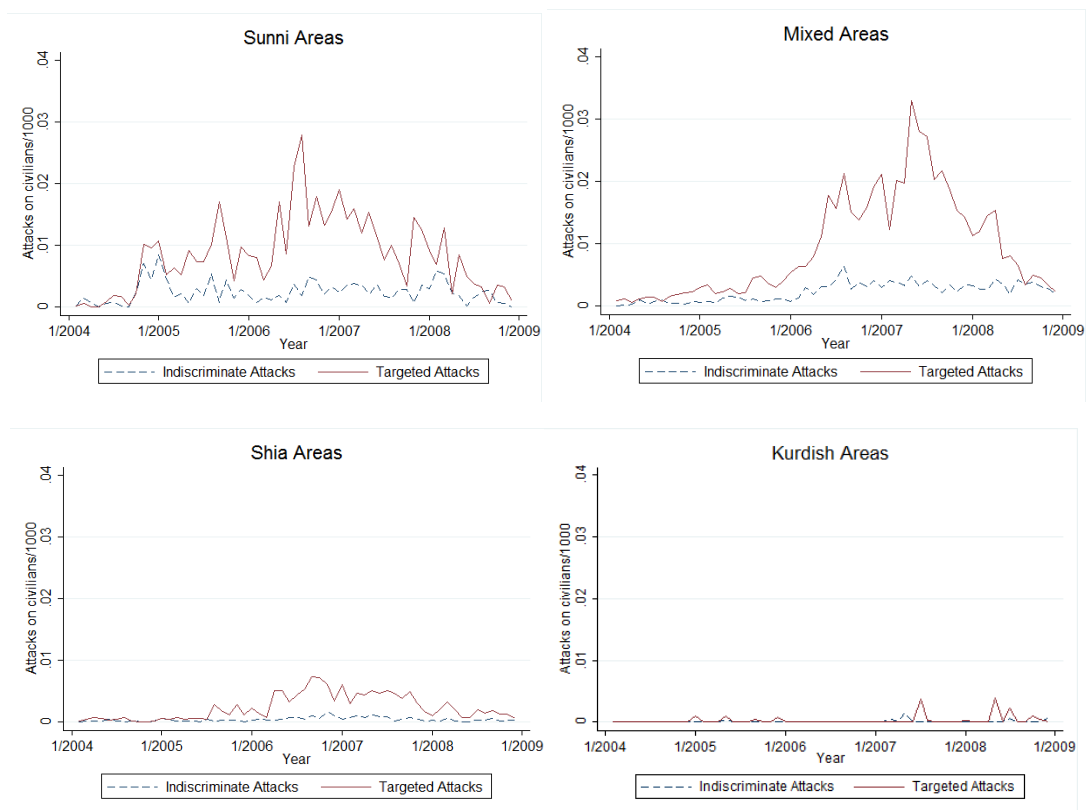 Sunni Areas
Attacks on civilians/1000
0 .01 .02 .03 .04
1/2004 1/2005 1/2006 1/2007 1/2008 1/2009
Year
Indiscriminate Attacks Targeted Attacks
Mixed Areas
Attacks on civilians/1000
0 .01 .02 .03 .04
1/2004 1/2005 1/2006 1/2007 1/2008 1/2009
Year
Indiscriminate Attacks Targeted Attacks
Shia Areas
Attacks on civilians/1000
0 .01 .02 .03 .04
1/2004 1/2005 1/2006 1/2007 1/2008 1/2009
Year
Indiscriminate Attacks Targeted Attacks
Kurdish Areas
Attacks on civilians/1000
0 .01 .02 .03 .04
1/2004 1/2005 1/2006 1/2007 1/2008 1/2009
Year
Indiscriminate Attacks Targeted Attacks